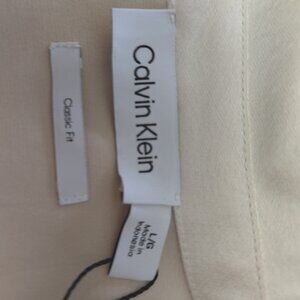 Calvin Klein
Classic Fit
L/G
Made in
Indonesia